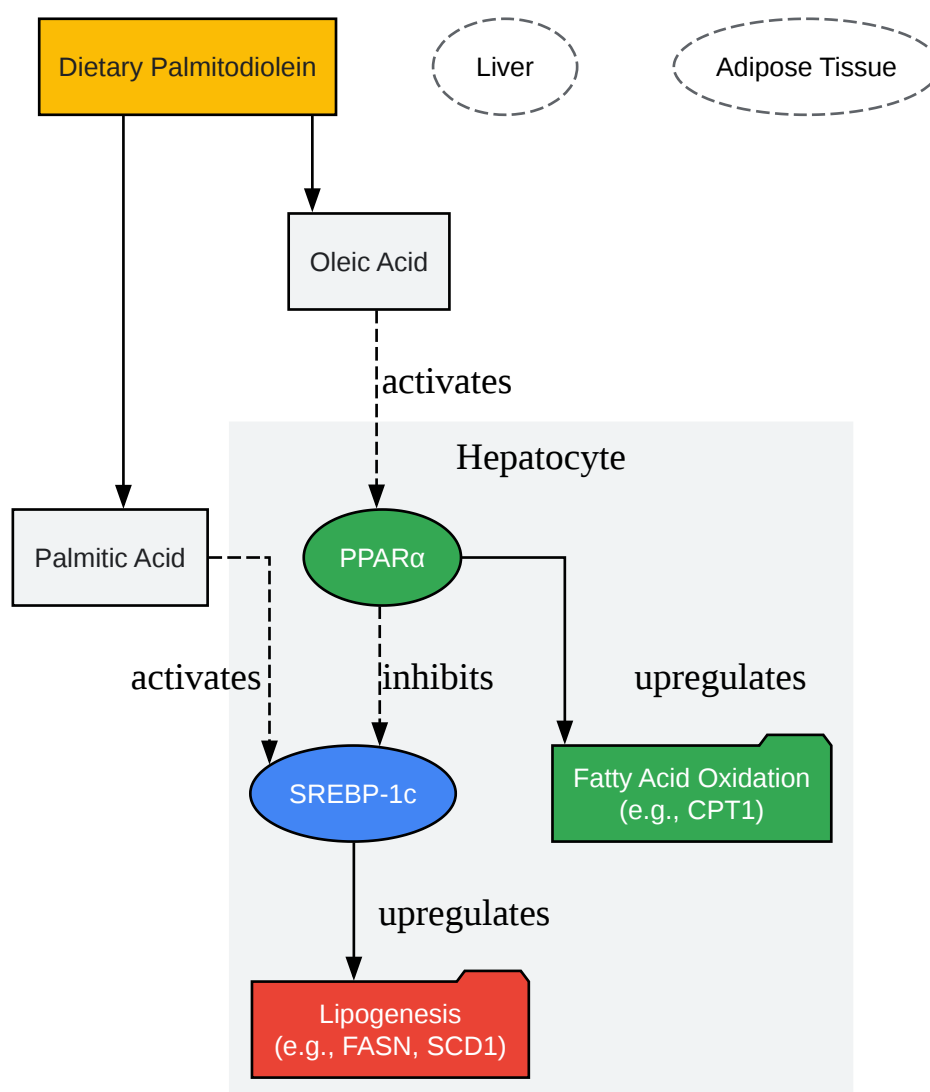 Dietary Palmitodiolein
Liver
Adipose Tissue
Oleic Acid
activates
Hepatocyte
Palmitic Acid
PPARα
activates
inhibits
upregulates
SREBP-1c
Fatty Acid Oxidation
(e.g., CPT1)
upregulates
Lipogenesis
(e.g., FASN, SCD1)